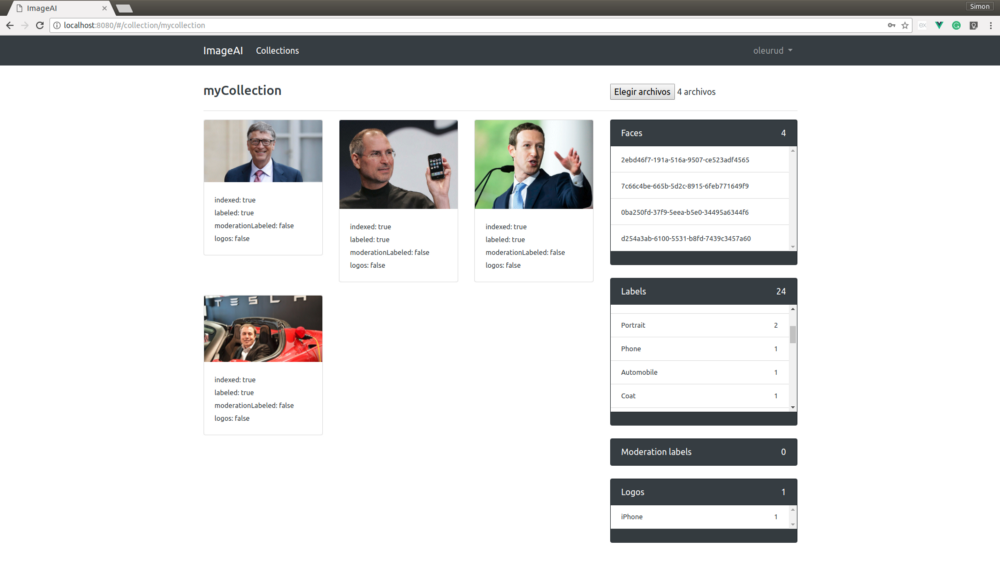 ImageAI
Simon
localhost:8080/#/collection/mycollection
ImageAI Collections oleurud
myCollection
Elegir archivos 4 archivos
indexed: true
labeled: true
moderationLabeled: false
logos: false
indexed: true
labeled: true
moderationLabeled: false
logos: false
indexed: true
labeled: true
moderationLabeled: false
logos: false
TESLA
indexed: true
labeled: true
moderationLabeled: false
logos: false
Faces 4
2ebd46f7-191a-516a-9507-ce523adf4565
7c66c4be-665b-5d2c-8915-6feb771649f9
0ba250fd-37f9-5eea-b5e0-34495a6344f6
d254a3ab-6100-5531-b8fd-7439c3457a60
Labels 24
Portrait 2
Phone 1
Automobile 1
Coat 1
Moderation labels 0
Logos 1
iPhone 1